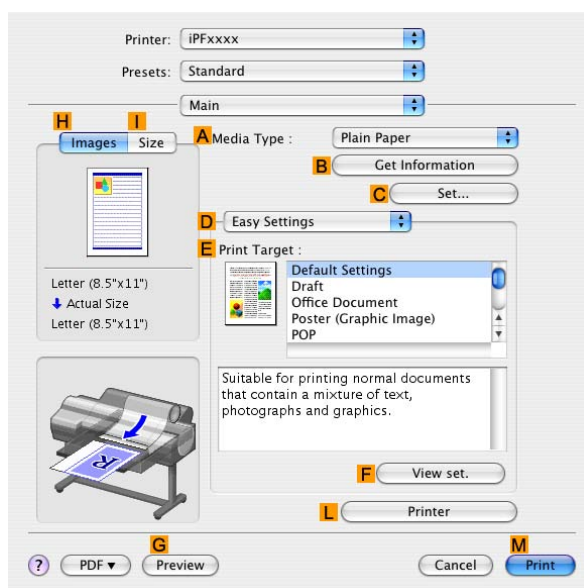 Printer: iPFxxxx
Presets: Standard
Main
H I
Images Size
A Media Type : Plain Paper
B Get Information
C Set...
D Easy Settings
E Print Target :
Default Settings
Draft
Office Document
Poster (Graphic Image)
POP
Letter (8.5"x11")
Actual Size
Letter (8.5"x11")
Suitable for printing normal documents
that contain a mixture of text,
photographs and graphics.
R
F View set.
L Printer
G M
? PDF▼ Preview Cancel Print